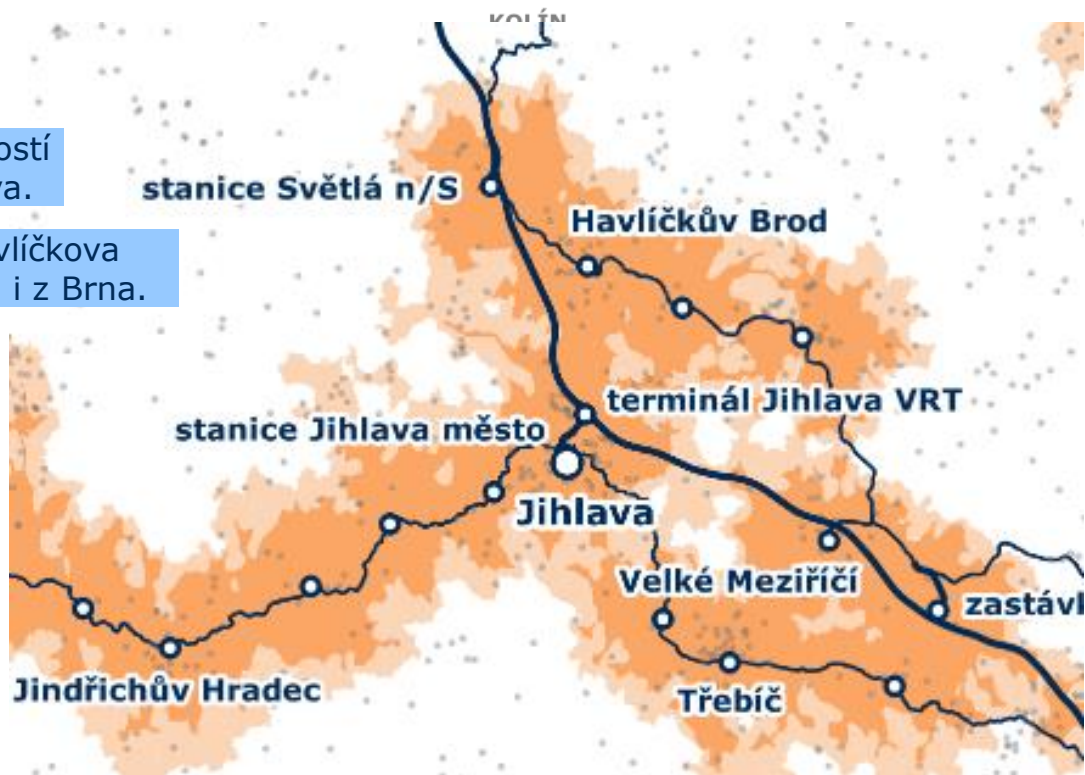 KOLÍN
ostí
va.
stanice Světlá n/S
Havlíčkův Brod
vlíčkova
i z Brna.
terminál Jihlava VRT
stanice Jihlava město
Jihlava
Velké Meziříčí
zastávk
Jindřichův Hradec
Třebíč